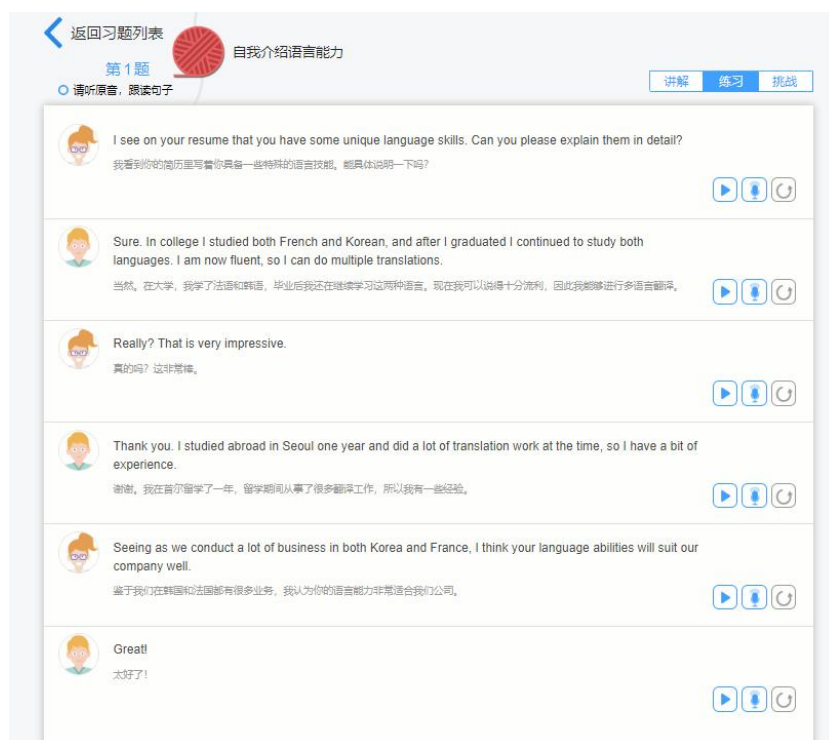 返回习题列表
自我介绍语言能力
第1题
请听原音，跟读句子
讲解 练习 挑战
I see on your resume that you have some unique language skills. Can you please explain them in detail?
我看到你的简历里写着你具备一些特殊的语言技能。能具体说明一下吗？
Sure. In college I studied both French and Korean, and after I graduated I continued to study both
languages. I am now fluent, so I can do multiple translations.
当然。在大学，我学了法语和韩语，毕业后我还在继续学习这两种语言。现在我可以说得十分流利，因此我能够进行多语言翻译。
Really? That is very impressive.
真的吗？这非常棒。
Thank you. I studied abroad in Seoul one year and did a lot of translation work at the time, so I have a bit of
experience.
谢谢。我在首尔留学了一年，留学期间从事了很多翻译工作，所以我有一些经验。
Seeing as we conduct a lot of business in both Korea and France, I think your language abilities will suit our
company well.
鉴于我们在韩国和法国都有很多业务，我认为你的语言能力非常适合我们公司。
Great!
太好了！